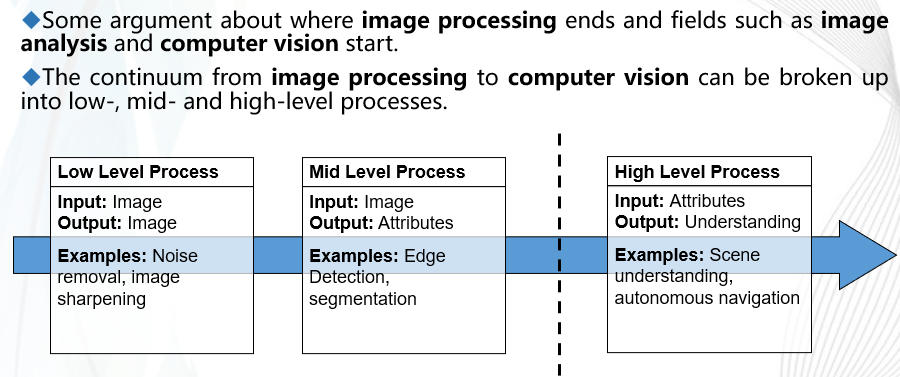 ◆Some argument about where image processing ends and fields such as image
analysis and computer vision start.
◆The continuum from image processing to computer vision can be broken up
into low-, mid- and high-level processes.
Low Level Process
Input: Image
Output: Image
Examples: Noise
removal, image
sharpening
Mid Level Process
Input: Image
Output: Attributes
Examples: Edge
Detection,
segmentation
High Level Process
Input: Attributes
Output: Understanding
Examples: Scene
understanding,
autonomous navigation